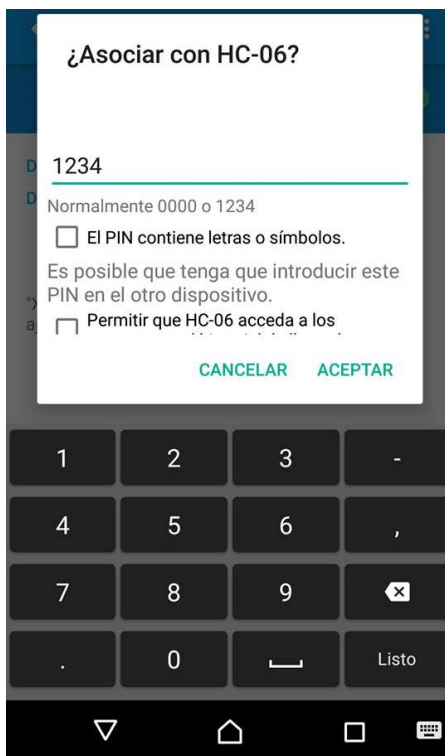 ¿Asociar con HC-06?
D
1234
D
Normalmente 0000 o 1234
El PIN contiene letras o símbolos.
Es posible que tenga que introducir este
PIN en el otro dispositivo.
Permitir que HC-06 acceda a los
CANCELAR ACEPTAR
1 2 3 -
4 5 6 ,
7 8 9
. 0 Listo